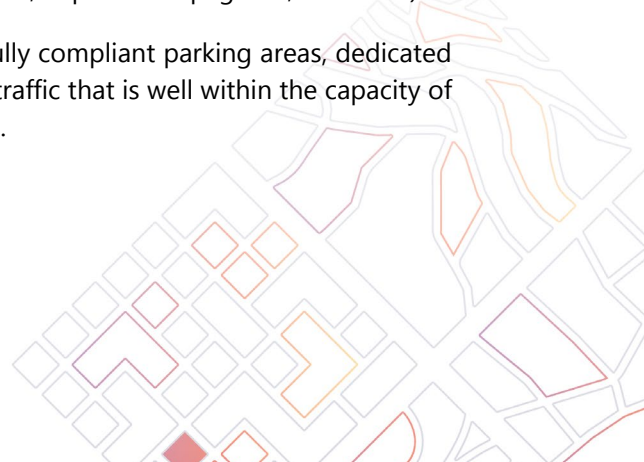 ully compliant parking areas, dedicated
traffic that is well within the capacity of
.